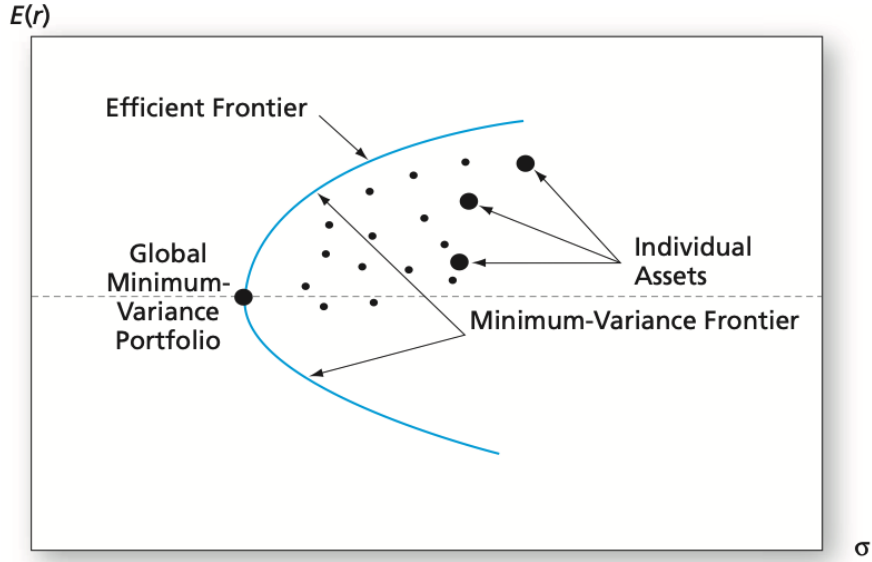 E(r)
Efficient Frontier
Global
Minimum-
Variance
Portfolio
Individual
Assets
Minimum-Variance Frontier
σ